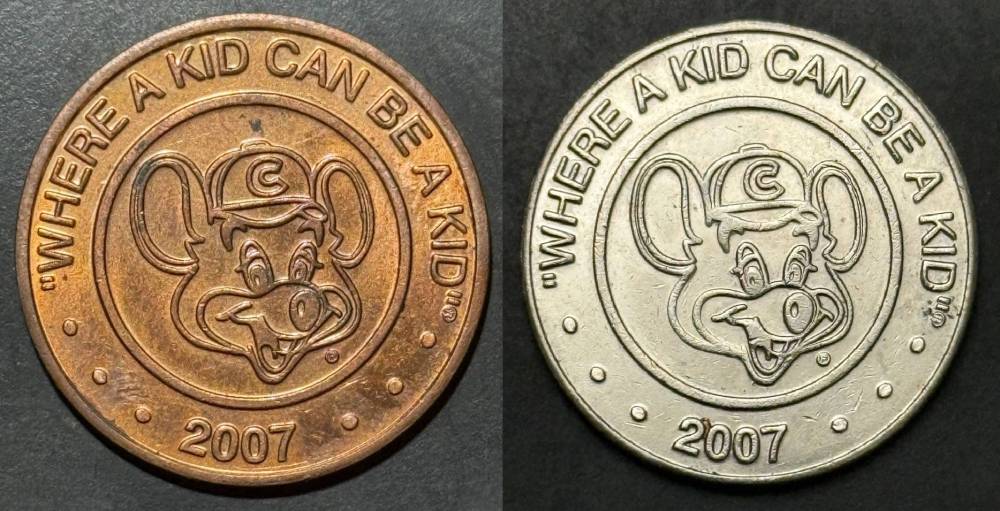 "WHERE A KID CAN BE A KID"®
C
®
2007
"WHERE A KID CAN BE A KID"®
C
®
2007